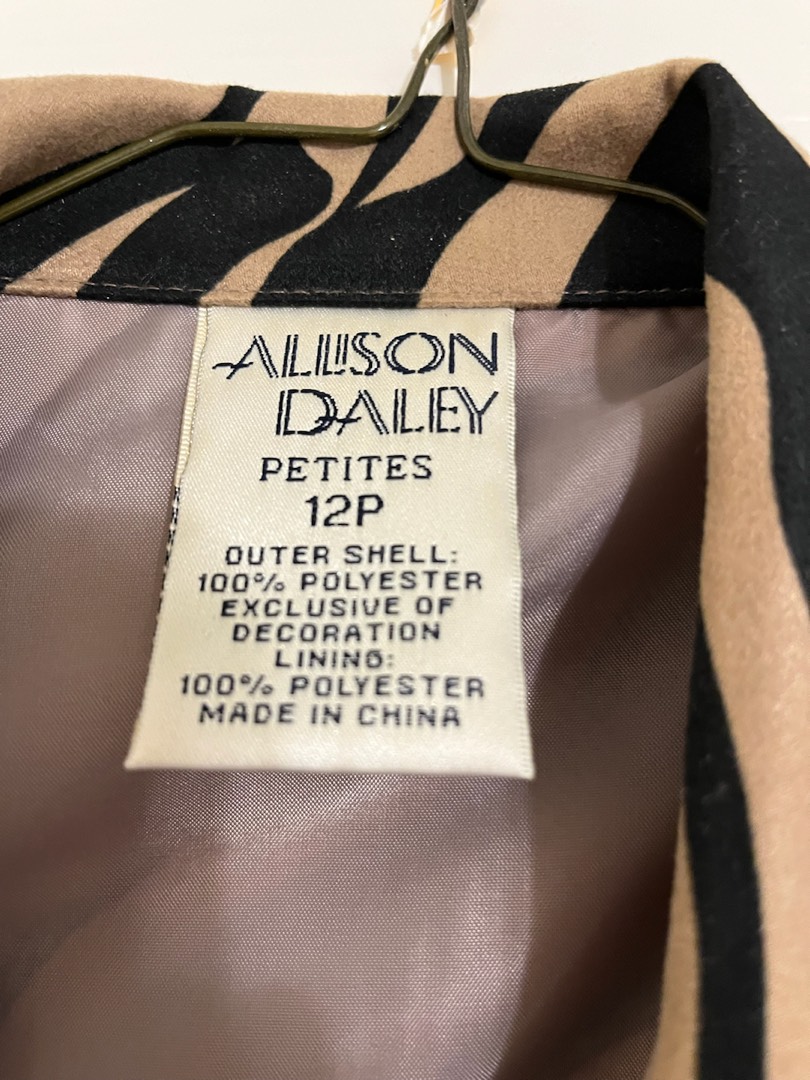 ALLISON
DALEY
PETITES
12P
OUTER SHELL:
100% POLYESTER
EXCLUSIVE OF
DECORATION
LINING:
100% POLYESTER
MADE IN CHINA